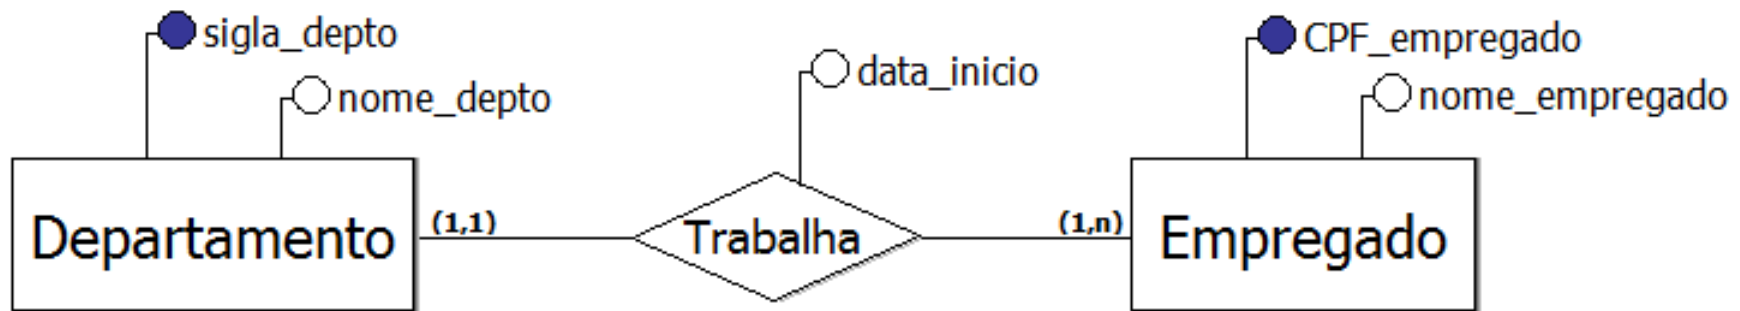 sigla_depto
nome_depto
data_inicio
CPF_empregado
nome_empregado
Departamento
(1,1)
Trabalha
(1,n)
Empregado